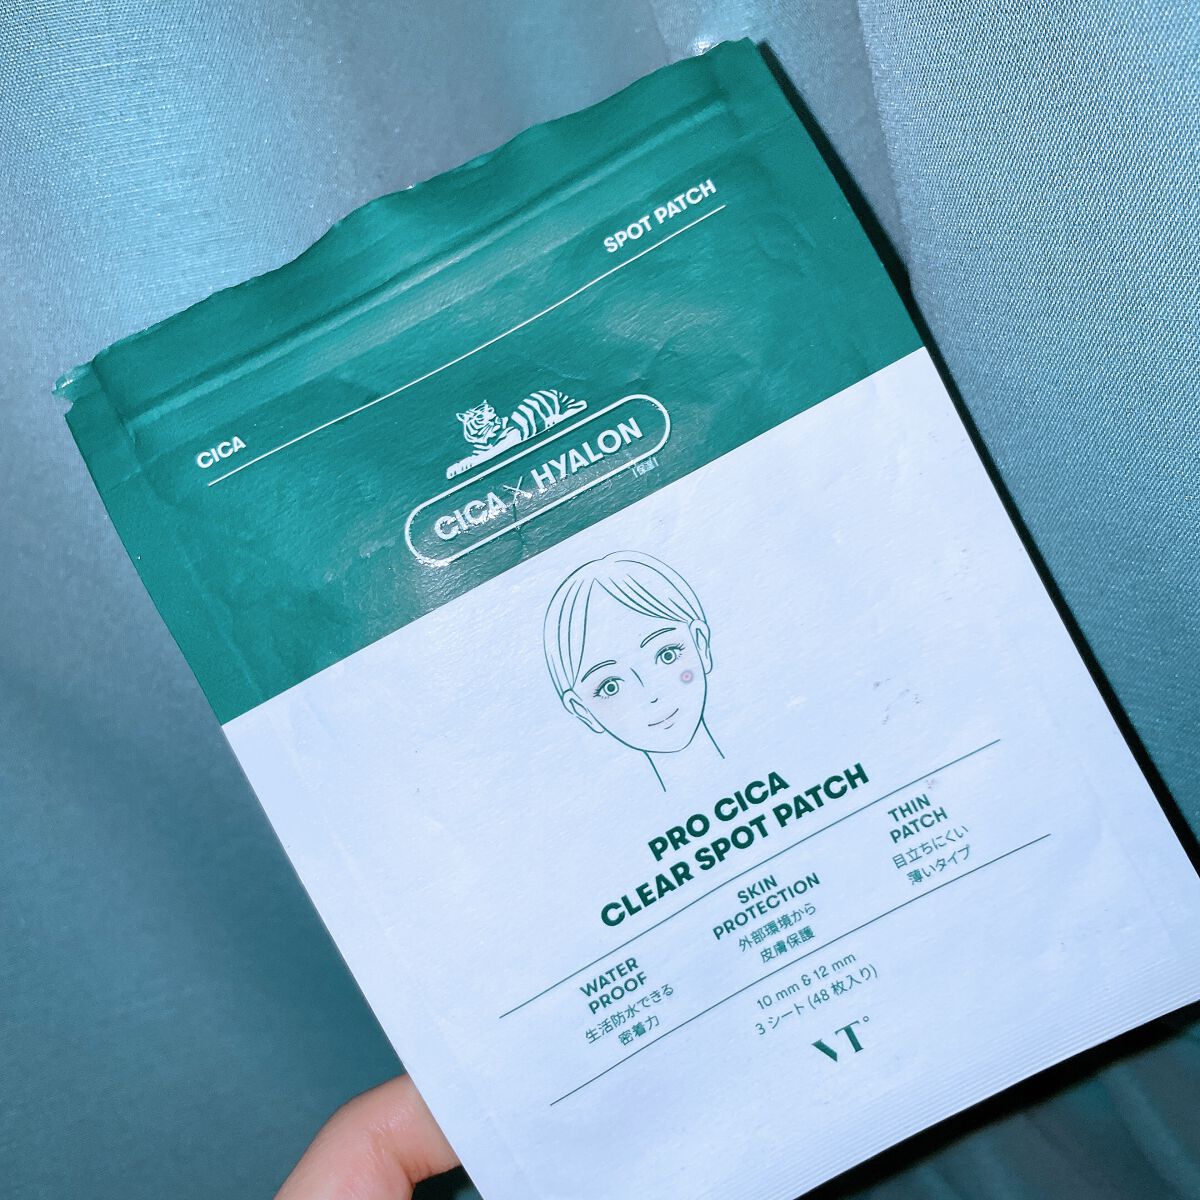 CICA
SPOT PATCH
CICA × HYALON
PRO CICA
CLEAR SPOT PATCH
WATER
PROOF
生活防水できる
密着力
SKIN
PROTECTION
外部環境から
皮膚保護
THIN
PATCH
目立ちにくい
薄いタイプ
10 mm & 12 mm
3 シート (48 枚入り)
VT